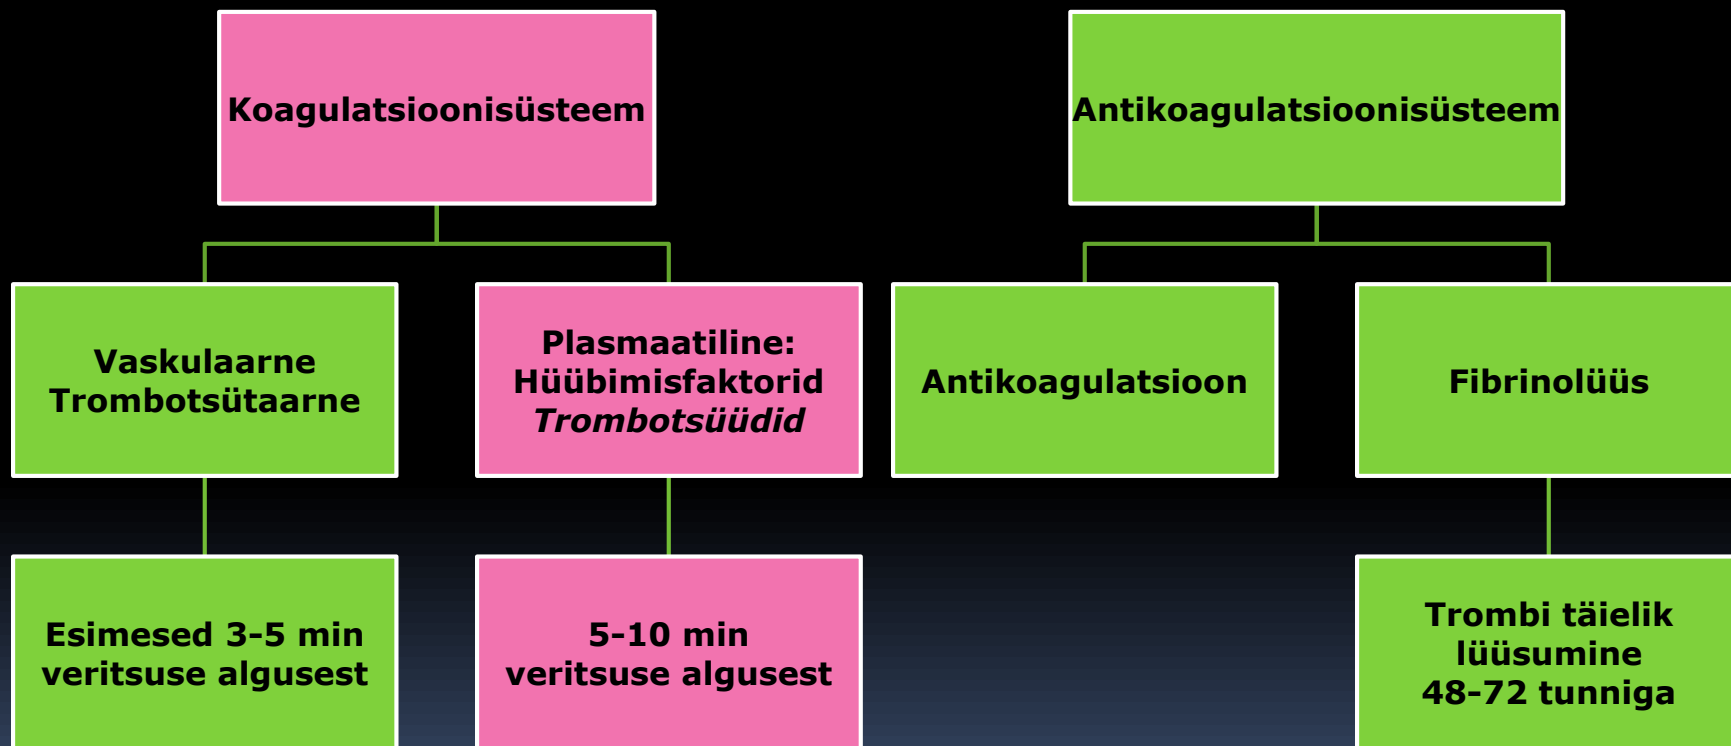 Koagulatsioonisüsteem
Antikoagulatsioonisüsteem
Vaskulaarne
Trombotsütaarne
Plasmaatiline:
Hüübimisfaktorid
Trombotsüüdid
Antikoagulatsioon
Fibrinolüüs
Esimesed 3-5 min
veritsuse algusest
5-10 min
veritsuse algusest
Trombi täielik
lüüsumine
48-72 tunniga